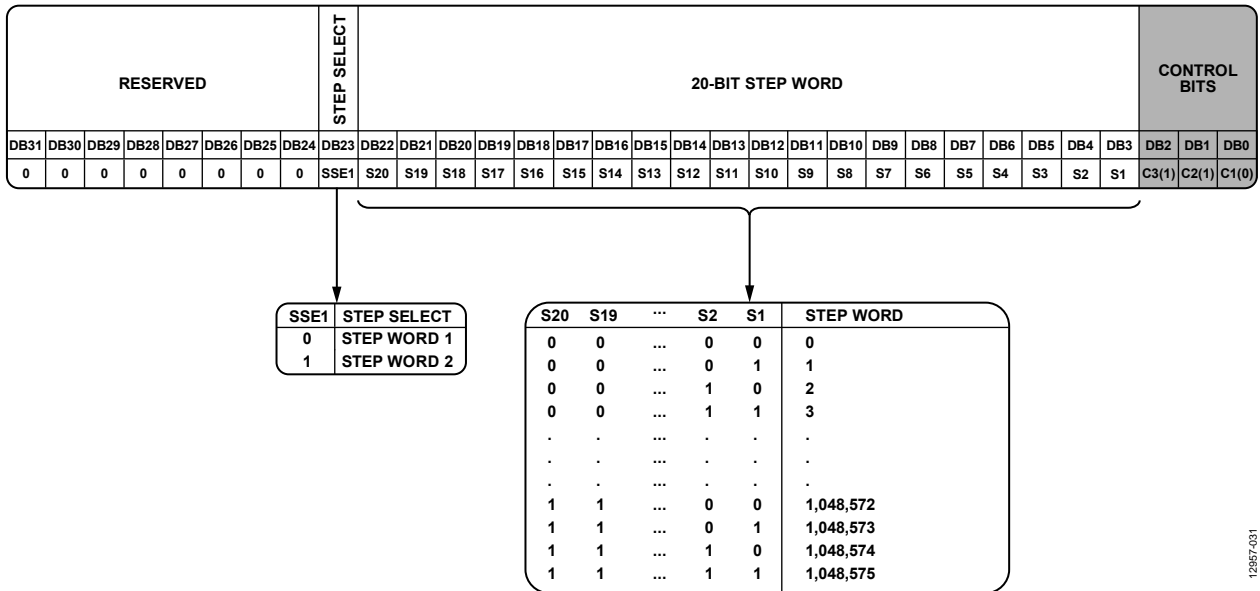 RESERVED STEP SELECT 20-BIT STEP WORD CONTROL
BITS
DB31 DB30 DB29 DB28 DB27 DB26 DB25 DB24 DB23 DB22 DB21 DB20 DB19 DB18 DB17 DB16 DB15 DB14 DB13 DB12 DB11 DB10 DB9 DB8 DB7 DB6 DB5 DB4 DB3 DB2 DB1 DB0
0 0 0 0 0 0 0 0 SSE1 S20 S19 S18 S17 S16 S15 S14 S13 S12 S11 S10 S9 S8 S7 S6 S5 S4 S3 S2 S1 C3(1) C2(1) C1(0)
SSE1 STEP SELECT
0 STEP WORD 1
1 STEP WORD 2
S20 S19 ... S2 S1 STEP WORD
0 0 ... 0 0 0
0 0 ... 0 1 1
0 0 ... 1 0 2
0 0 ... 1 1 3
. . ... . . .
. . ... . . .
. . ... . . .
1 1 ... 0 0 1,048,572
1 1 ... 0 1 1,048,573
1 1 ... 1 0 1,048,574
1 1 ... 1 1 1,048,575
12957-031